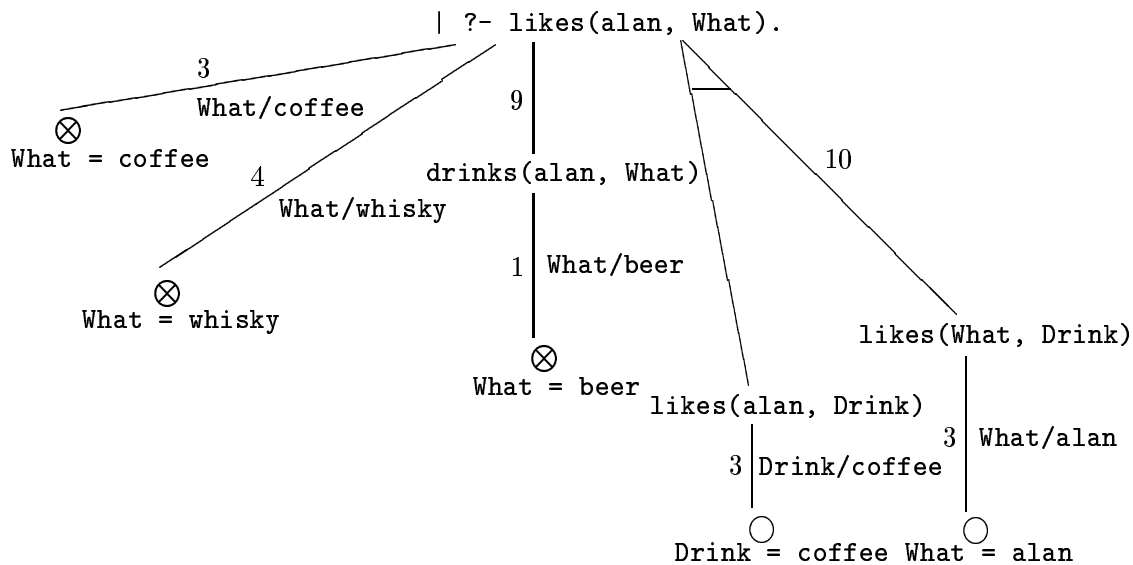 | ?- likes(alan, What).
3
What/coffee
9
What = coffee
10
drinks(alan, What)
4
What/whisky
1 What/beer
What = whisky
likes(What, Drink)
What = beer
likes(alan, Drink)
3 What/alan
3 Drink/coffee
Drink = coffee What = alan